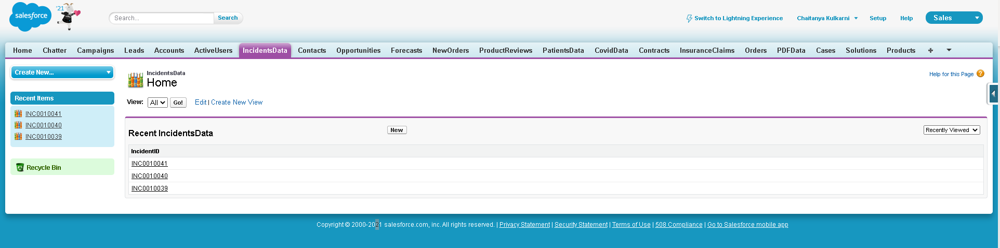 salesforce
'21
Search...
Search
Switch to Lightning Experience
Chaitanya Kulkarni
Setup
Help
Sales
Home Chatter Campaigns Leads Accounts ActiveUsers IncidentsData Contacts Opportunities Forecasts NewOrders ProductReviews PatientsData CovidData Contracts InsuranceClaims Orders PDFData Cases Solutions Products +
Create New...
Recent Items
INC0010041
INC0010040
INC0010039
Recycle Bin
IncidentsData
Home
Help for this Page ?
View: All Go! Edit | Create New View
Recent IncidentsData
New
Recently Viewed
IncidentID
INC0010041
INC0010040
INC0010039
Copyright © 2000-2021 salesforce.com, inc. All rights reserved. | Privacy Statement | Security Statement | Terms of Use | 508 Compliance | Go to Salesforce mobile app